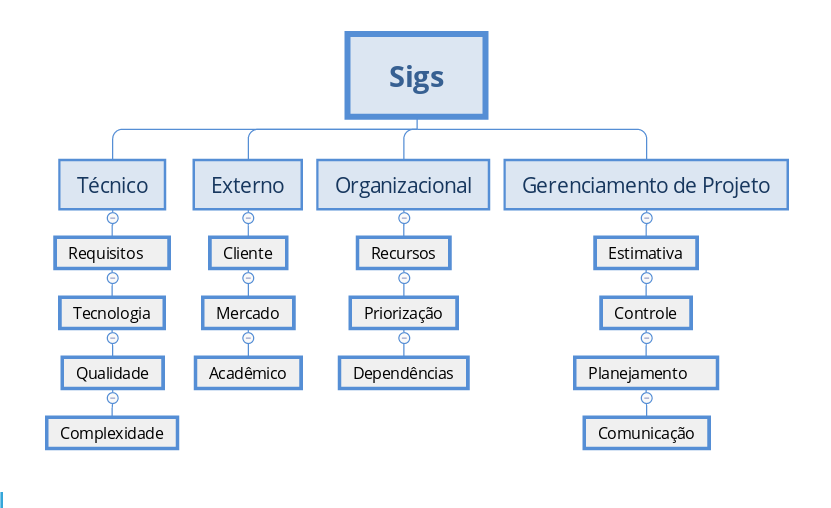 Sigs
Técnico
Externo
Organizacional
Gerenciamento de Projeto
Requisitos
Cliente
Recursos
Estimativa
Tecnologia
Mercado
Priorização
Controle
Qualidade
Acadêmico
Dependências
Planejamento
Complexidade
Comunicação